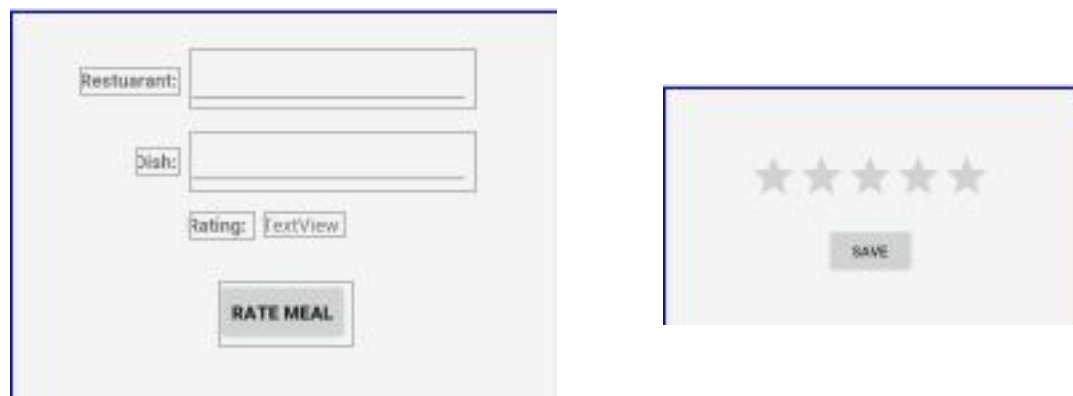 Restuarant:
Dish:
Rating: TextView
RATE MEAL
SAVE